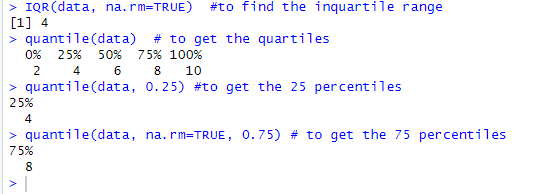 > IQR(data, na.rm=TRUE)  #to find the inquartile range
[1] 4
> quantile(data)  # to get the quartiles
  0%  25%  50%  75% 100%
   2    4    6    8   10
> quantile(data, 0.25) #to get the 25 percentiles
25%
  4
> quantile(data, na.rm=TRUE, 0.75) # to get the 75 percentiles
75%
  8
>